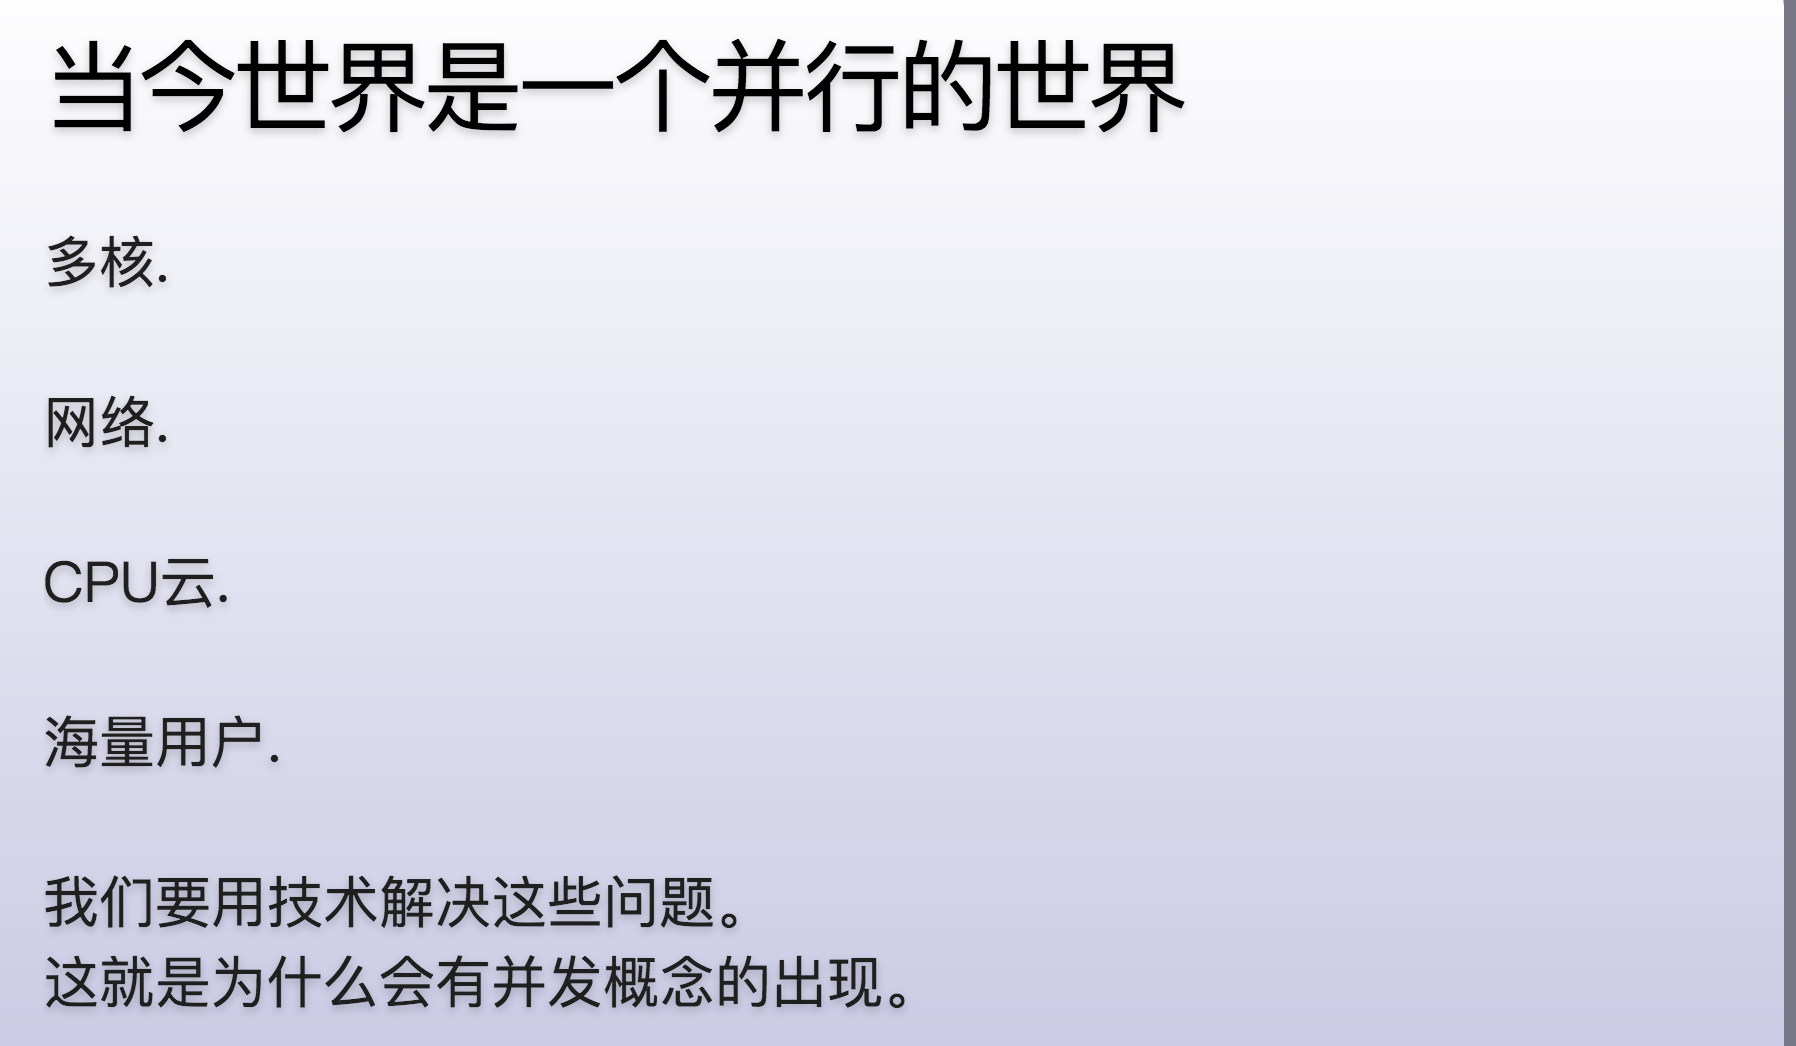 当今世界是一个并行的世界
多核.
网络.
CPU云.
海量用户.
我们要用技术解决这些问题。
这就是为什么会有并发概念的出现。